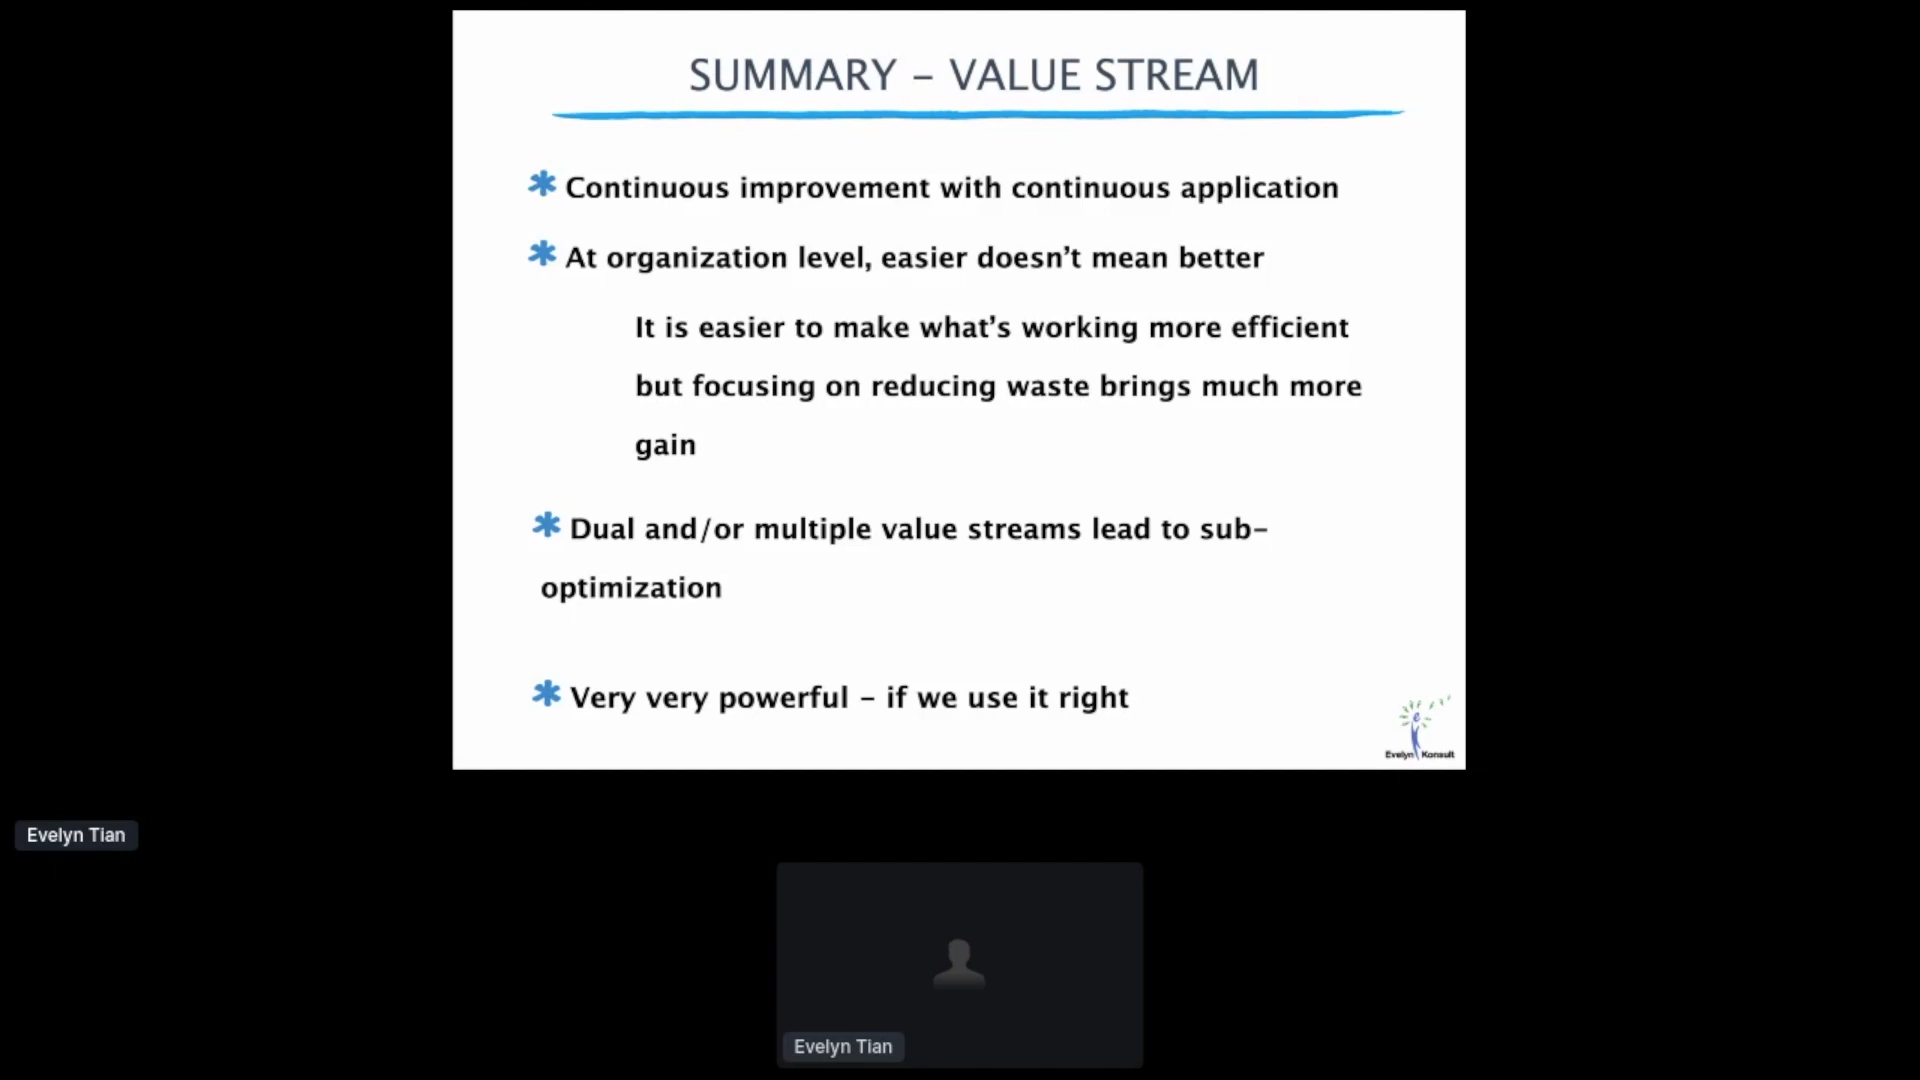 SUMMARY – VALUE STREAM
* Continuous improvement with continuous application
* At organization level, easier doesn’t mean better
It is easier to make what’s working more efficient
but focusing on reducing waste brings much more
gain
* Dual and/or multiple value streams lead to sub-
optimization
* Very very powerful – if we use it right
e
Evelyn Konsult
Evelyn Tian
Evelyn Tian